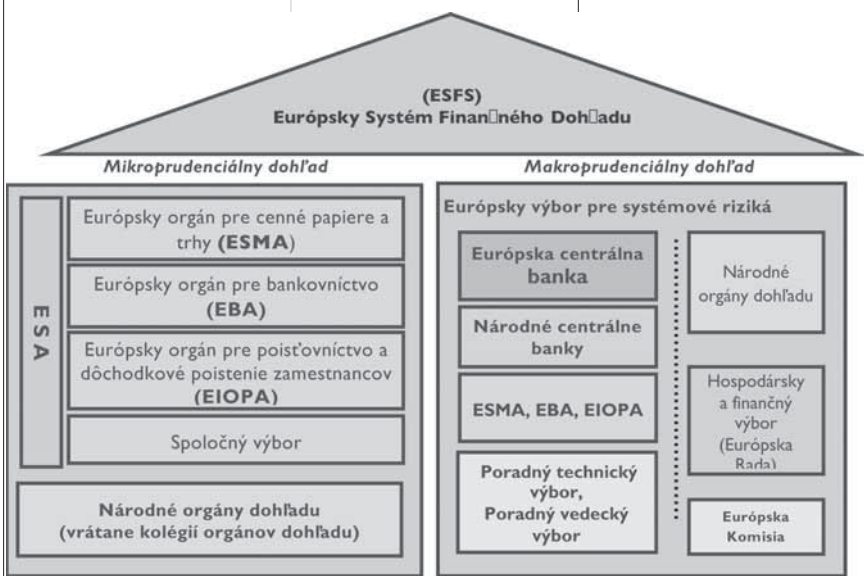 (ESFS)
Európsky Systém Finan□ného Doh□adu
Mikroprudenciálny dohľad
ESA
Európsky orgán pre cenné papiere a
trhy (ESMA)
Európsky orgán pre bankovníctvo
(EBA)
Európsky orgán pre poisťovníctvo a
dôchodkové poistenie zamestnancov
(EIOPA)
Spoločný výbor
Národné orgány dohľadu
(vrátane kolégií orgánov dohľadu)
Makroprudenciálny dohľad
Európsky výbor pre systémové riziká
Európska centrálna
banka
Národné centrálne
banky
ESMA, EBA, EIOPA
Poradný technický
výbor,
Poradný vedecký
výbor
Národné
orgány dohľadu
Hospodársky
a finančný
výbor
(Európska
Rada)
Európska
Komisia